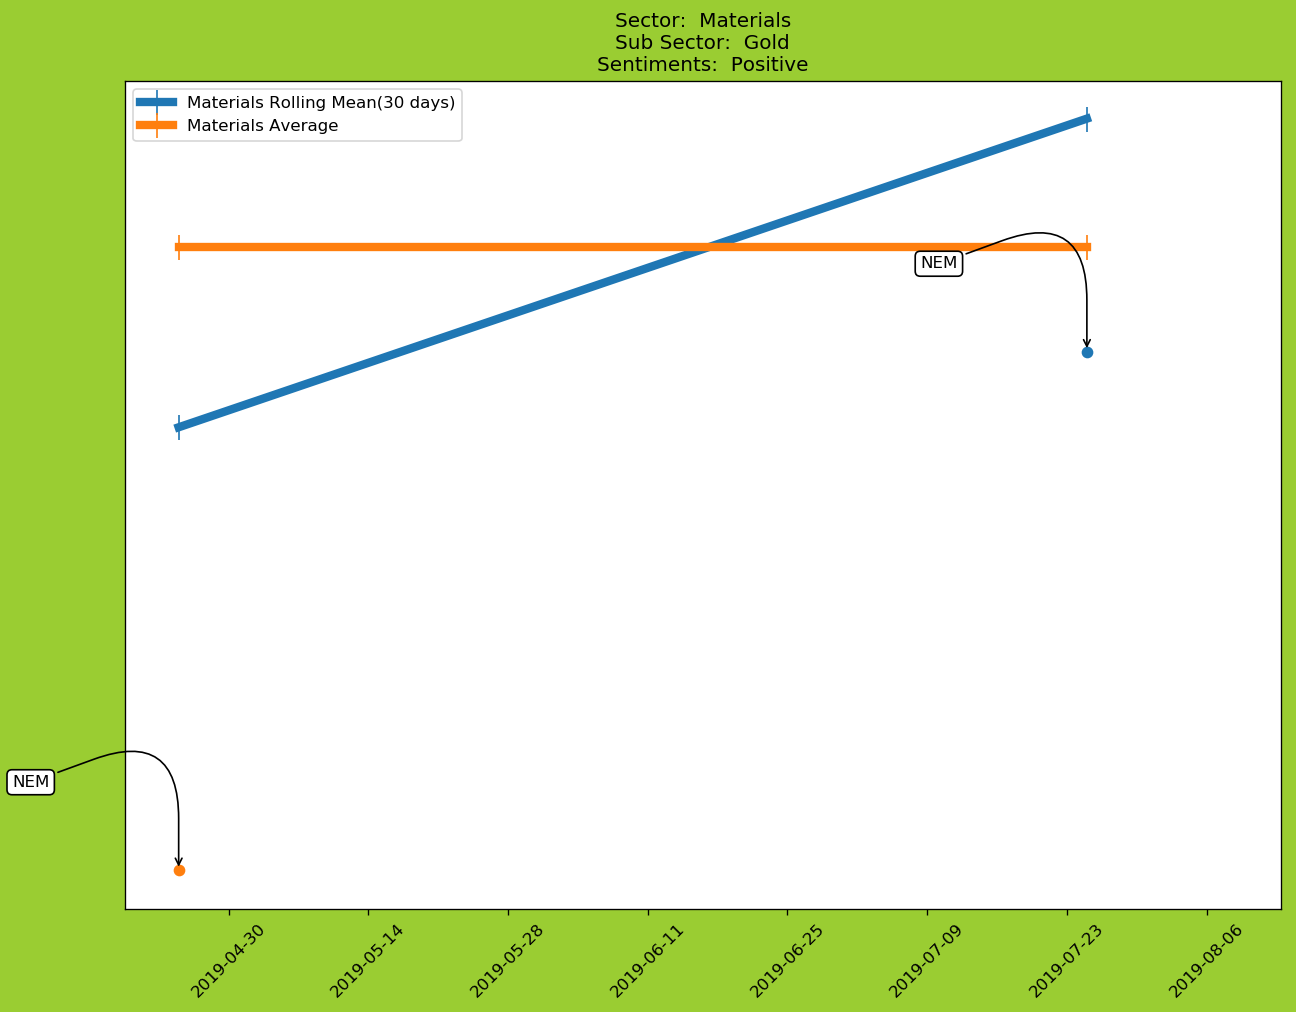 Sector:  Materials
Sub Sector:  Gold
Sentiments:  Positive
Materials Rolling Mean(30 days)
Materials Average
NEM
NEM
2019-04-30
2019-05-14
2019-05-28
2019-06-11
2019-06-25
2019-07-09
2019-07-23
2019-08-06